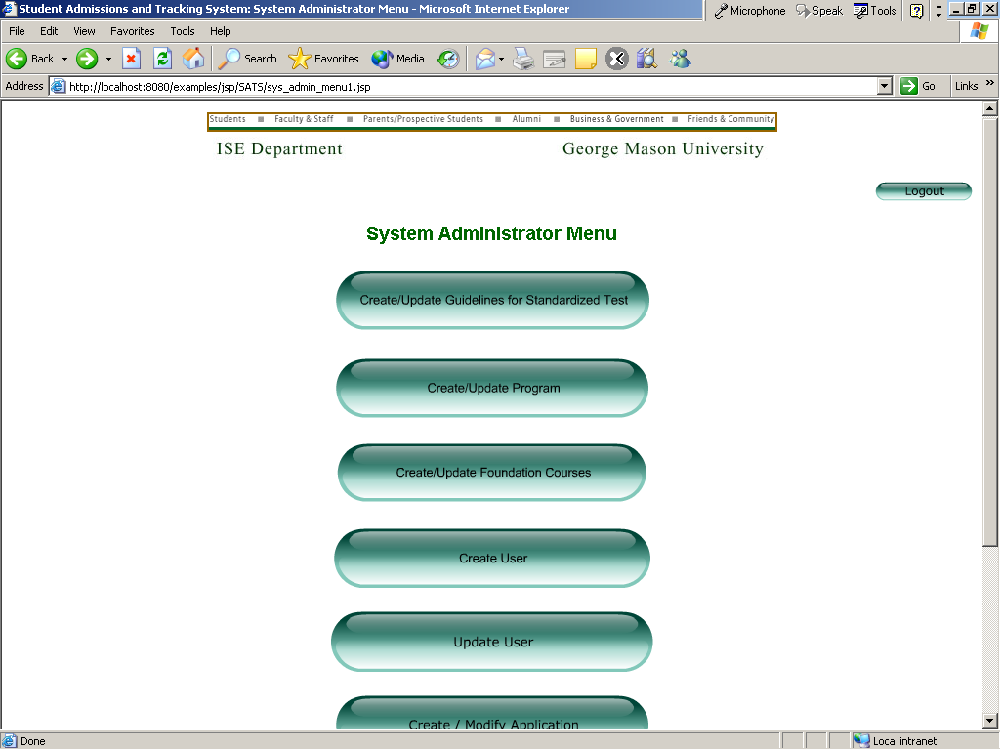 Student Admissions and Tracking System: System Administrator Menu - Microsoft Internet Explorer
Microphone Speak Tools
File Edit View Favorites Tools Help
Back Search Favorites Media
Address http://localhost:8080/examples/jsp/SATS/sys_admin_menu1.jsp Go Links »
Students ■ Faculty & Staff ■ Parents/Prospective Students ■ Alumni ■ Business & Government ■ Friends & Community
ISE Department George Mason University
Logout
System Administrator Menu
Create/Update Guidelines for Standardized Test
Create/Update Program
Create/Update Foundation Courses
Create User
Update User
Create / Modify Application
Done Local intranet